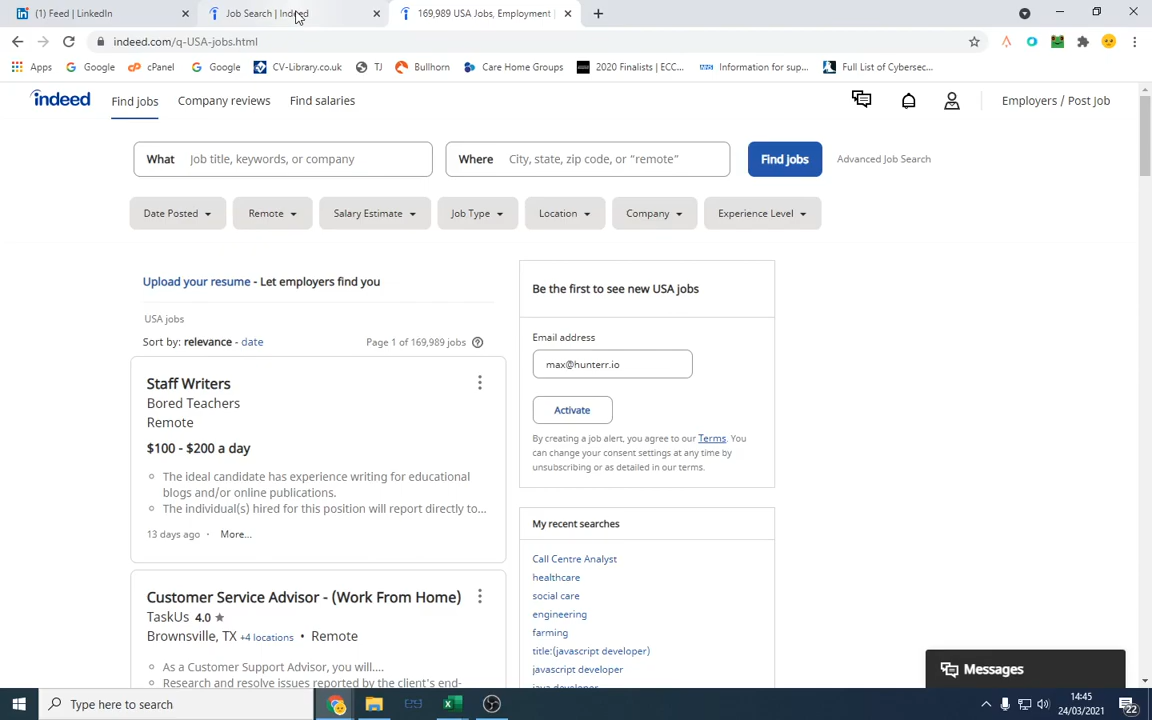 (1) Feed | LinkedIn
Job Search | Indeed
169,989 USA Jobs, Employment |
indeed.com/q-USA-jobs.html
Apps
Google
cPanel
Google
CV-Library.co.uk
TJ
Bullhorn
Care Home Groups
2020 Finalists | ECC...
Information for sup...
Full List of Cybersec...
indeed
Find jobs
Company reviews
Find salaries
Employers / Post Job
What Job title, keywords, or company
Where City, state, zip code, or "remote"
Find jobs
Advanced Job Search
Date Posted
Remote
Salary Estimate
Job Type
Location
Company
Experience Level
Upload your resume - Let employers find you
USA jobs
Sort by: relevance - date
Page 1 of 169,989 jobs
Staff Writers
Bored Teachers
Remote
$100 - $200 a day
The ideal candidate has experience writing for educational
blogs and/or online publications.
The individual(s) hired for this position will report directly to...
13 days ago · More...
Customer Service Advisor - (Work From Home)
TaskUs 4.0
Brownsville, TX +4 locations • Remote
As a Customer Support Advisor, you will....
Research and resolve issues reported by the client's end-
Be the first to see new USA jobs
Email address
max@hunterr.io
Activate
By creating a job alert, you agree to our Terms. You
can change your consent settings at any time by
unsubscribing or as detailed in our terms.
My recent searches
Call Centre Analyst
healthcare
social care
engineering
farming
title:(javascript developer)
javascript developer
java developer
Messages
Type here to search
14:45
24/03/2021
22